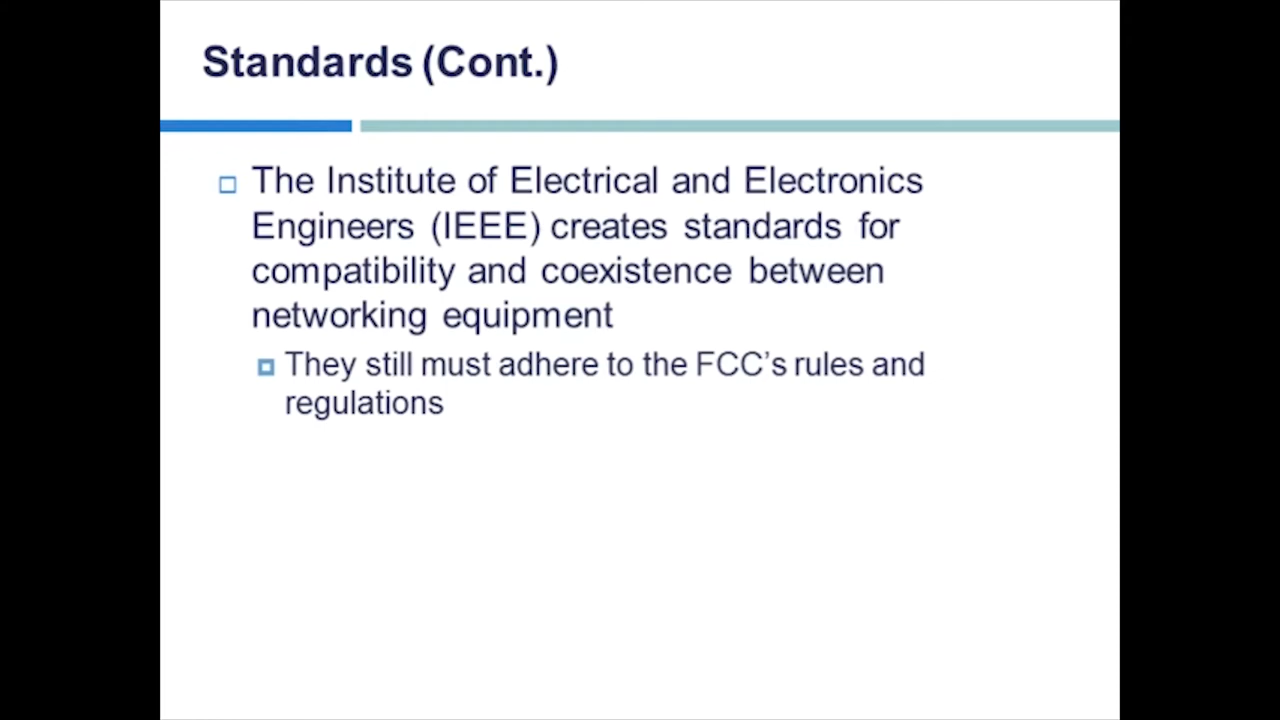 Standards (Cont.)
The Institute of Electrical and Electronics
Engineers (IEEE) creates standards for
compatibility and coexistence between
networking equipment
They still must adhere to the FCC’s rules and
regulations